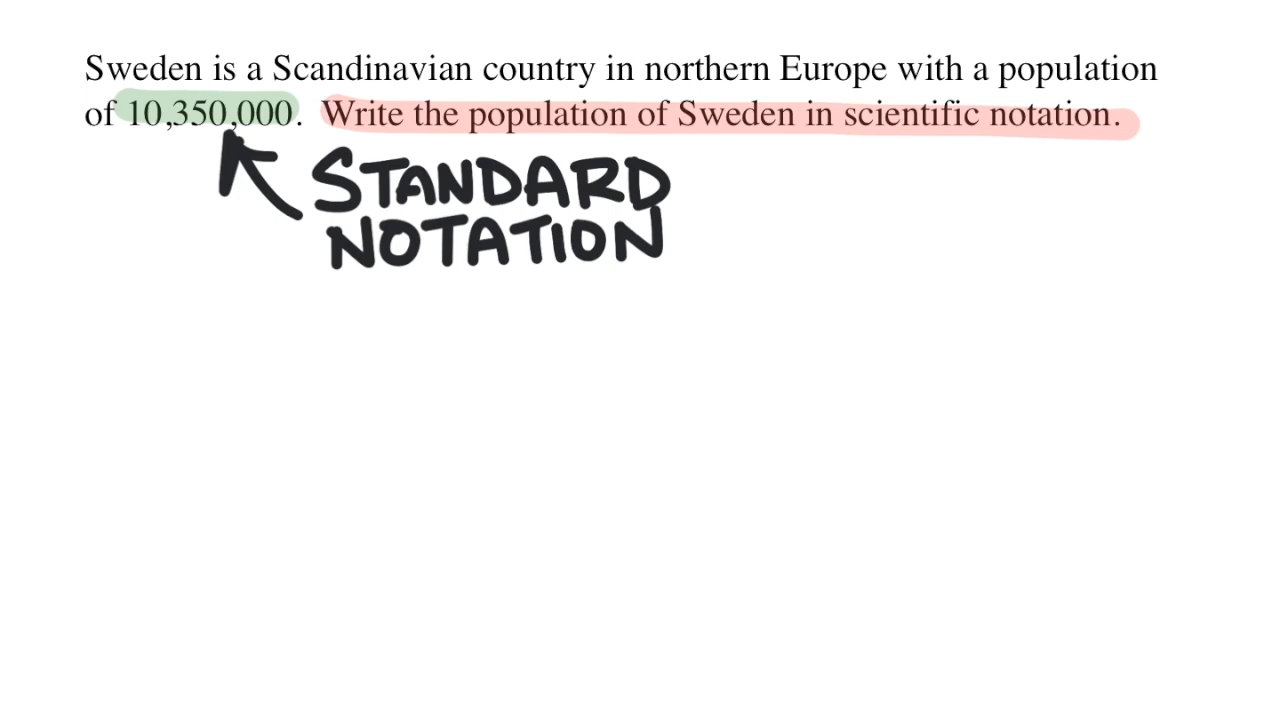 Sweden is a Scandinavian country in northern Europe with a population
of 10,350,000. Write the population of Sweden in scientific notation.
STANDARD
NOTATION